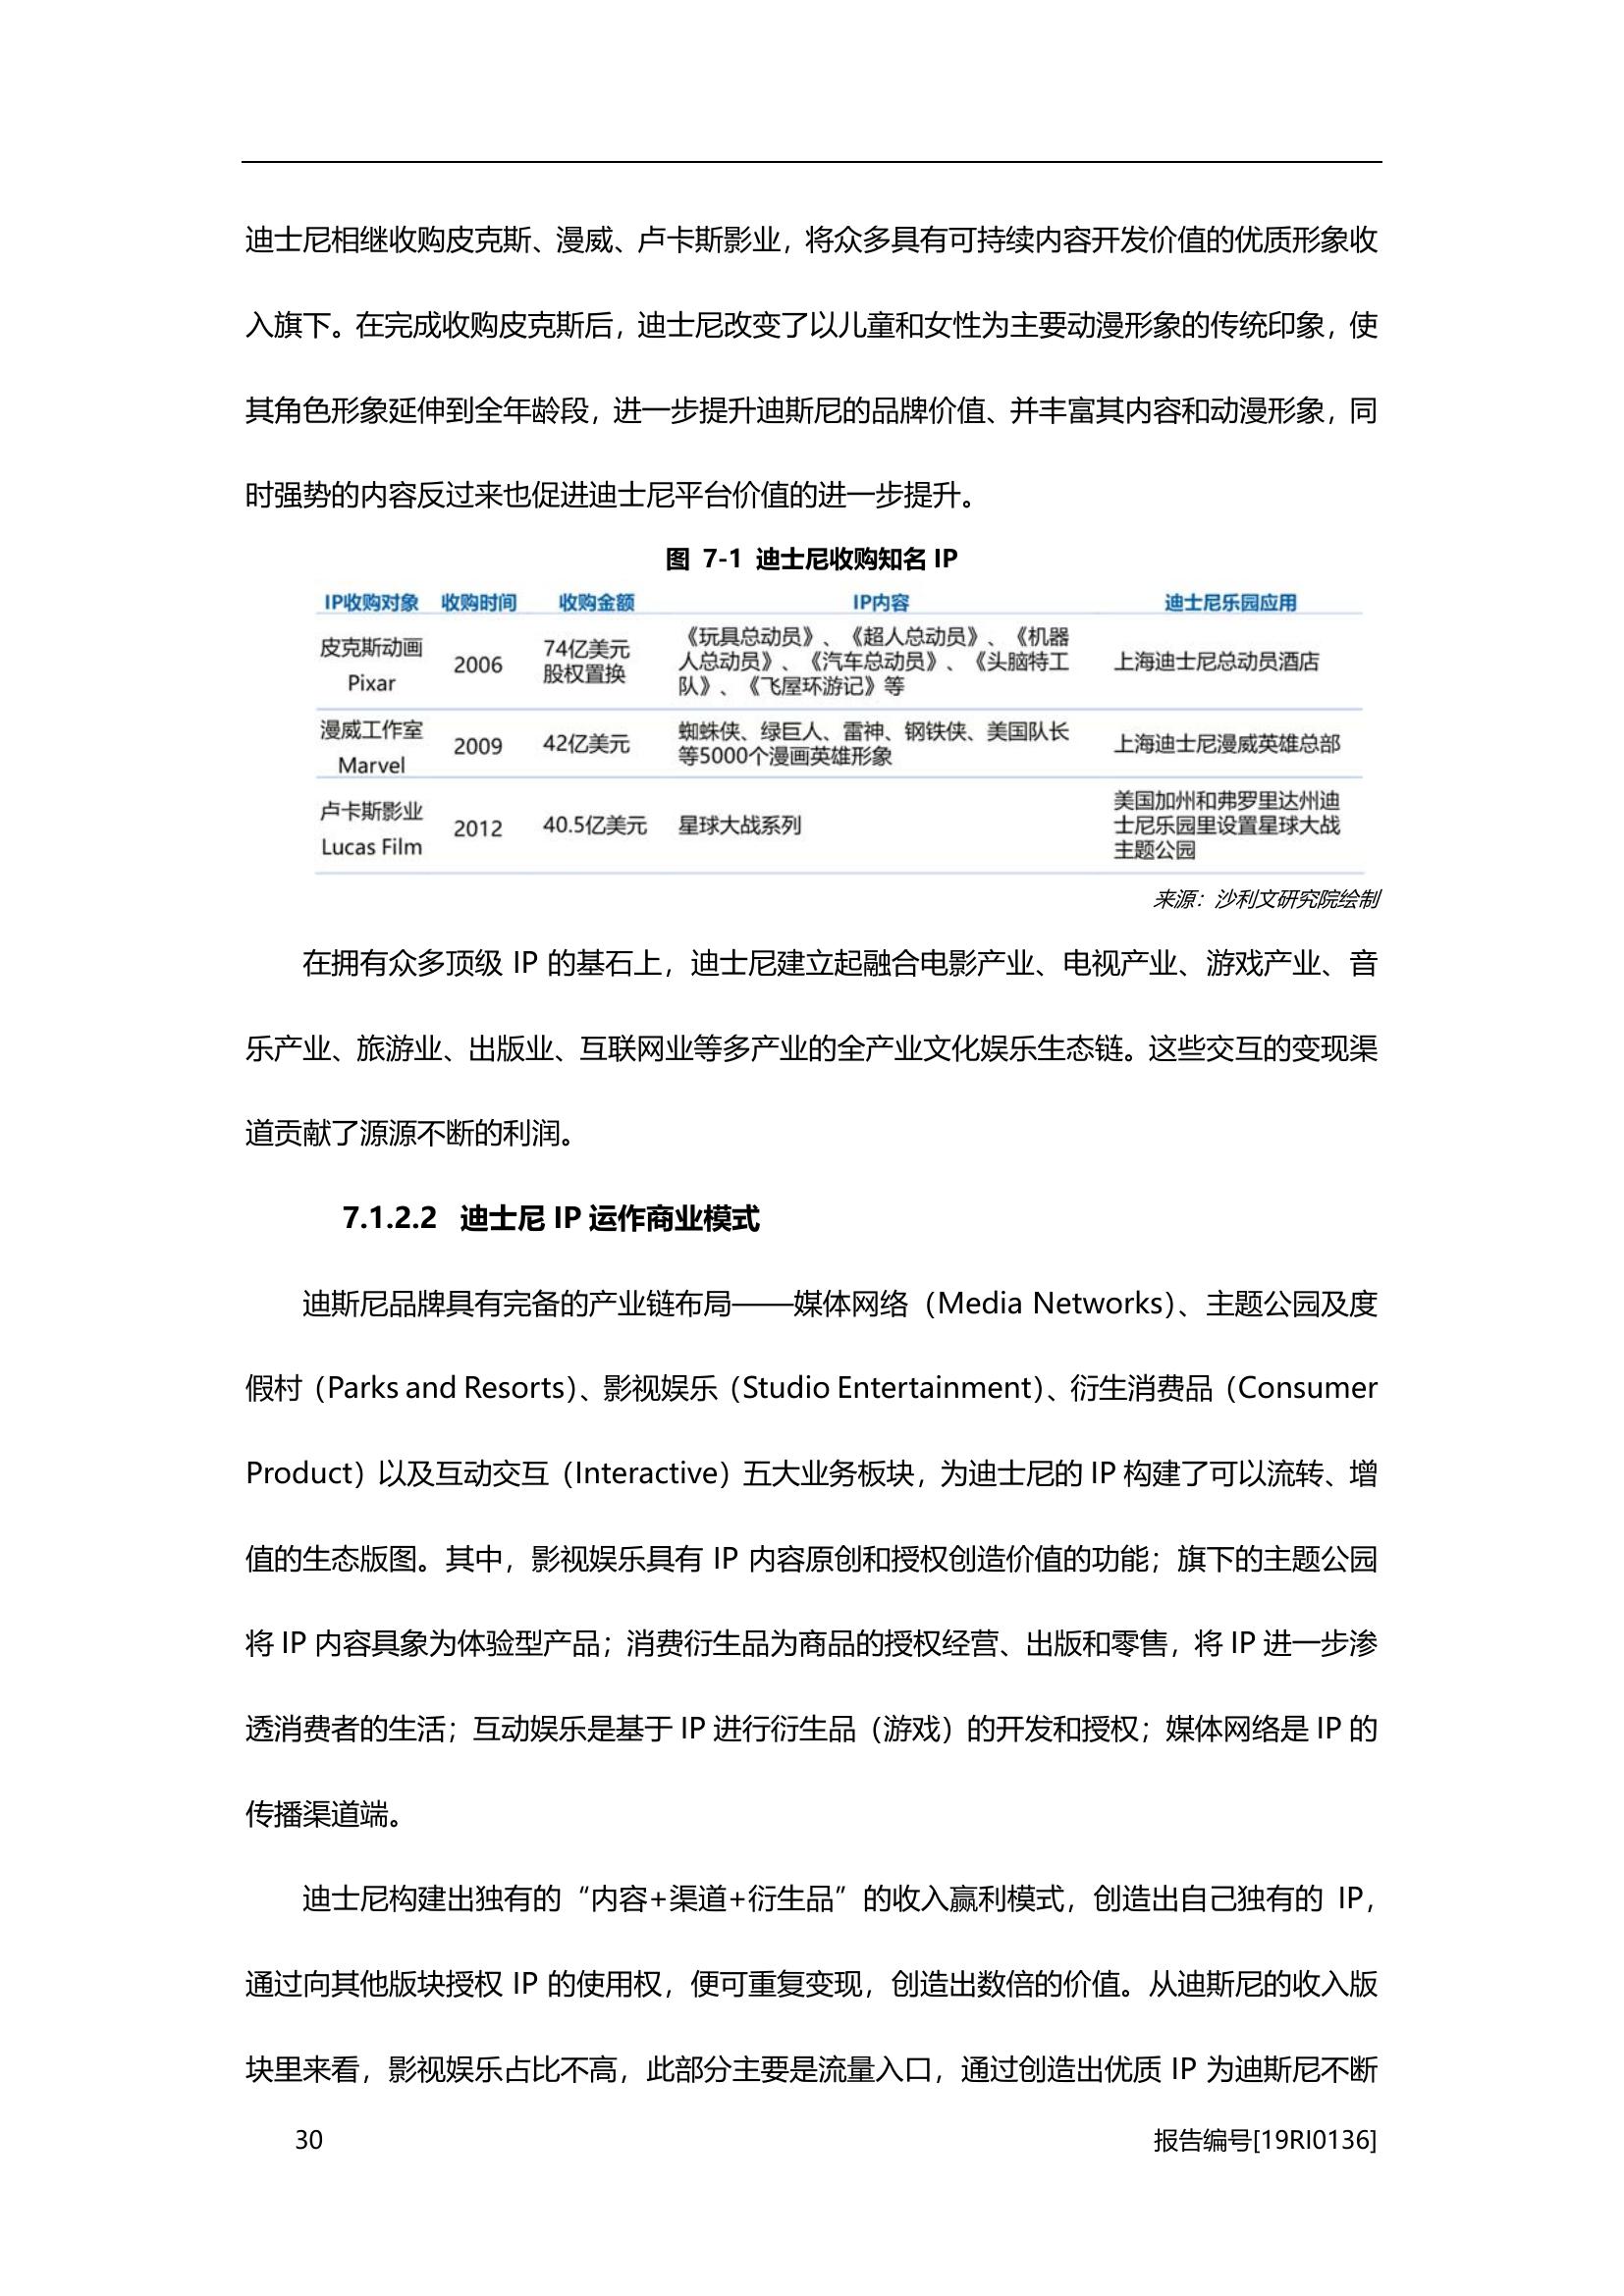 迪士尼相继收购皮克斯、漫威、卢卡斯影业，将众多具有可持续内容开发价值的优质形象收
入旗下。在完成收购皮克斯后，迪士尼改变了以儿童和女性为主要动漫形象的传统印象，使
其角色形象延伸到全年龄段，进一步提升迪斯尼的品牌价值、并丰富其内容和动漫形象，同
时强势的内容反过来也促进迪士尼平台价值的进一步提升。
图 7-1 迪士尼收购知名 IP
IP收购对象 收购时间 收购金额 IP内容 迪士尼乐园应用
皮克斯动画
Pixar
2006
74亿美元
股权置换
《玩具总动员》、《超人总动员》、《机器
人总动员》、《汽车总动员》、《头脑特工
队》、《飞屋环游记》等
上海迪士尼总动员酒店
漫威工作室
Marvel
2009
42亿美元
蜘蛛侠、绿巨人、雷神、钢铁侠、美国队长
等5000个漫画英雄形象
上海迪士尼漫威英雄总部
卢卡斯影业
Lucas Film
2012
40.5亿美元
星球大战系列
美国加州和弗罗里达州迪
士尼乐园里设置星球大战
主题公园
来源：沙利文研究院绘制
在拥有众多顶级 IP 的基石上，迪士尼建立起融合电影产业、电视产业、游戏产业、音
乐产业、旅游业、出版业、互联网业等多产业的全产业文化娱乐生态链。这些交互的变现渠
道贡献了源源不断的利润。
7.1.2.2 迪士尼 IP 运作商业模式
迪斯尼品牌具有完备的产业链布局——媒体网络（Media Networks）、主题公园及度
假村（Parks and Resorts）、影视娱乐（Studio Entertainment）、衍生消费品（Consumer
Product）以及互动交互（Interactive）五大业务板块，为迪士尼的 IP 构建了可以流转、增
值的生态版图。其中，影视娱乐具有 IP 内容原创和授权创造价值的功能；旗下的主题公园
将 IP 内容具象为体验型产品；消费衍生品为商品的授权经营、出版和零售，将 IP 进一步渗
透消费者的生活；互动娱乐是基于 IP 进行衍生品（游戏）的开发和授权；媒体网络是 IP 的
传播渠道端。
迪士尼构建出独有的“内容+渠道+衍生品”的收入赢利模式，创造出自己独有的 IP，
通过向其他版块授权 IP 的使用权，便可重复变现，创造出数倍的价值。从迪斯尼的收入版
块里来看，影视娱乐占比不高，此部分主要是流量入口，通过创造出优质 IP 为迪斯尼不断
30 报告编号[19RI0136]